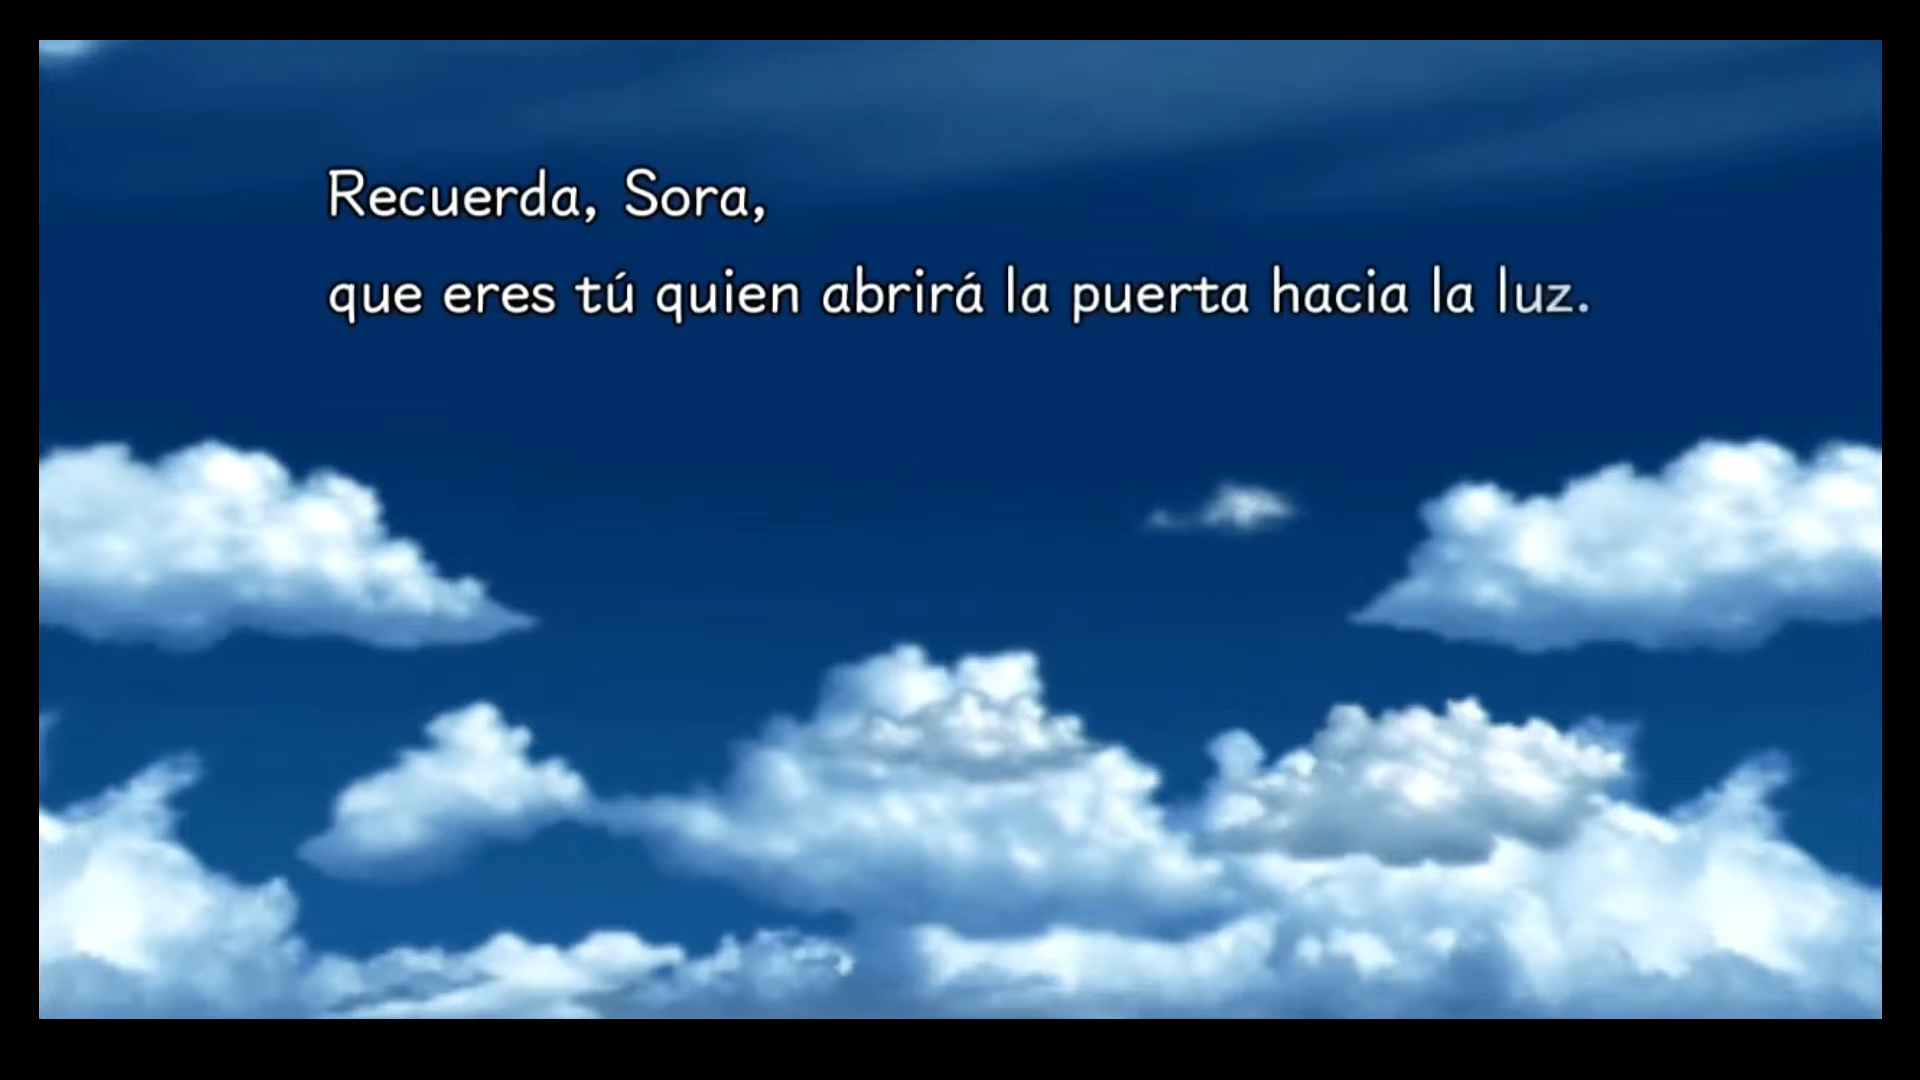 Recuerda, Sora,
que eres tú quien abrirá la puerta hacia la luz.